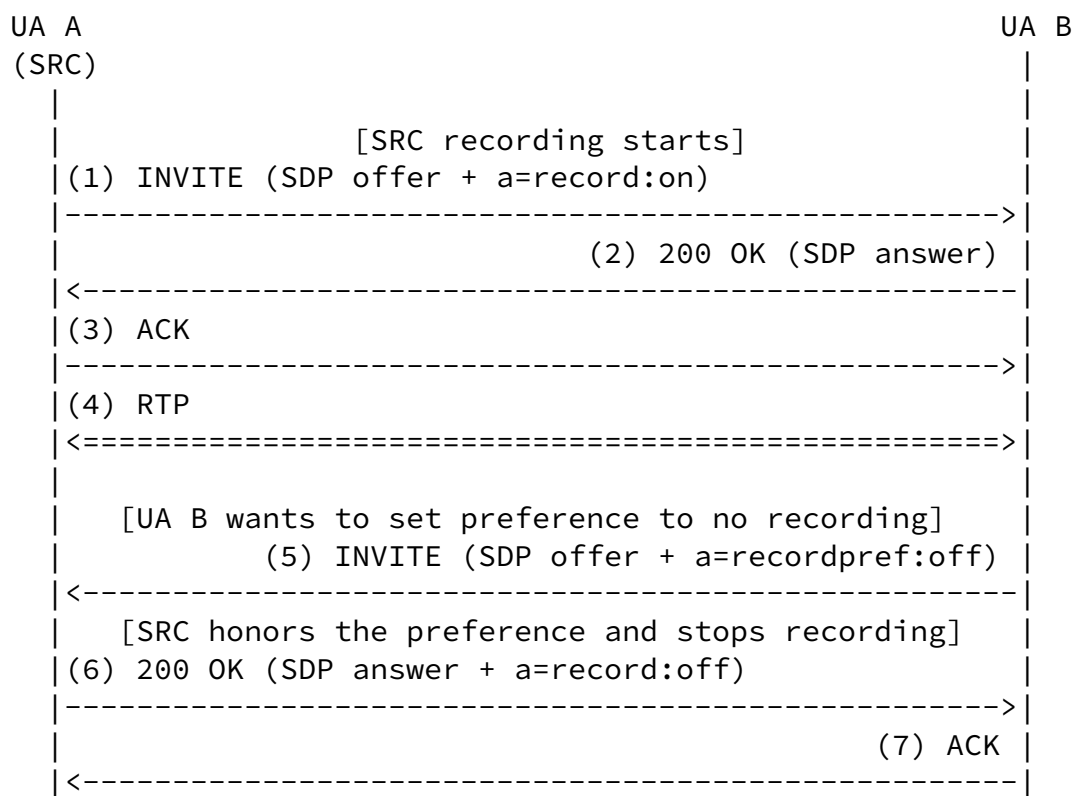 UA A                                                 UA B
(SRC)                                                  |
  |                                                    |
  |                [SRC recording starts]              |
  |(1) INVITE (SDP offer + a=record:on)                |
  |--------------------------------------------------->|
  |                            (2) 200 OK (SDP answer) |
  |<---------------------------------------------------|
  |(3) ACK                                             |
  |--------------------------------------------------->|
  |(4) RTP                                             |
  |<==================================================>|
  |                                                    |
  |   [UA B wants to set preference to no recording]   |
  |           (5) INVITE (SDP offer + a=recordpref:off)|
  |<---------------------------------------------------|
  |   [SRC honors the preference and stops recording]  |
  |(6) 200 OK (SDP answer + a=record:off)              |
  |--------------------------------------------------->|
  |                                            (7) ACK |
  |<---------------------------------------------------|